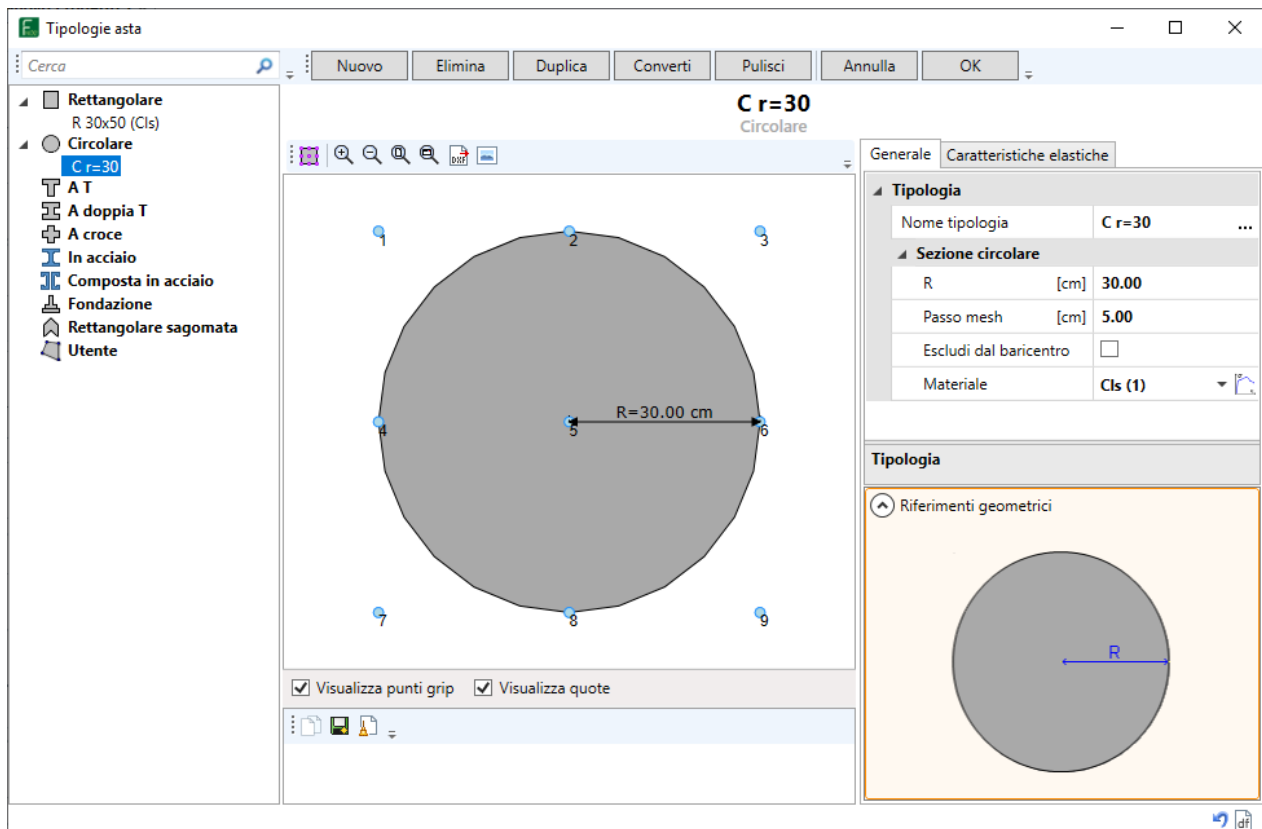 Tipologie asta
Cerca
Nuovo Elimina Duplica Converti Pulisci Annulla OK
Rettangolare
R 30x50 (Cls)
Circolare
C r=30
A T
A doppia T
A croce
In acciaio
Composta in acciaio
Fondazione
Rettangolare sagomata
Utente
C r=30
Circolare
DXF
1 2 3
R=30.00 cm
4 5 6
7 8 9
Visualizza punti grip Visualizza quote
Generale Caratteristiche elastiche
Tipologia
Nome tipologia C r=30 ...
Sezione circolare
R [cm] 30.00
Passo mesh [cm] 5.00
Escludi dal baricentro
Materiale Cls (1)
Tipologia
Riferimenti geometrici
R
df